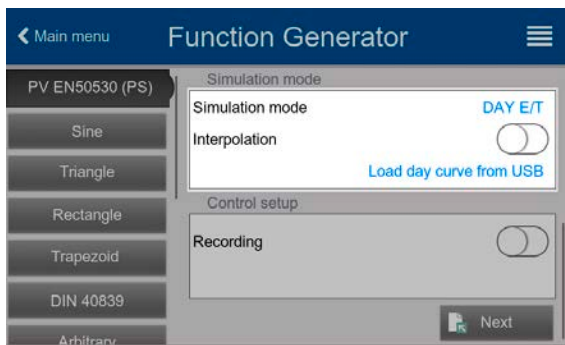 Main menu
Function Generator
PV EN50530 (PS)
Sine
Triangle
Rectangle
Trapezoid
DIN 40839
Arbitrary
Simulation mode
Simulation mode DAY E/T
Interpolation
Load day curve from USB
Control setup
Recording
Next